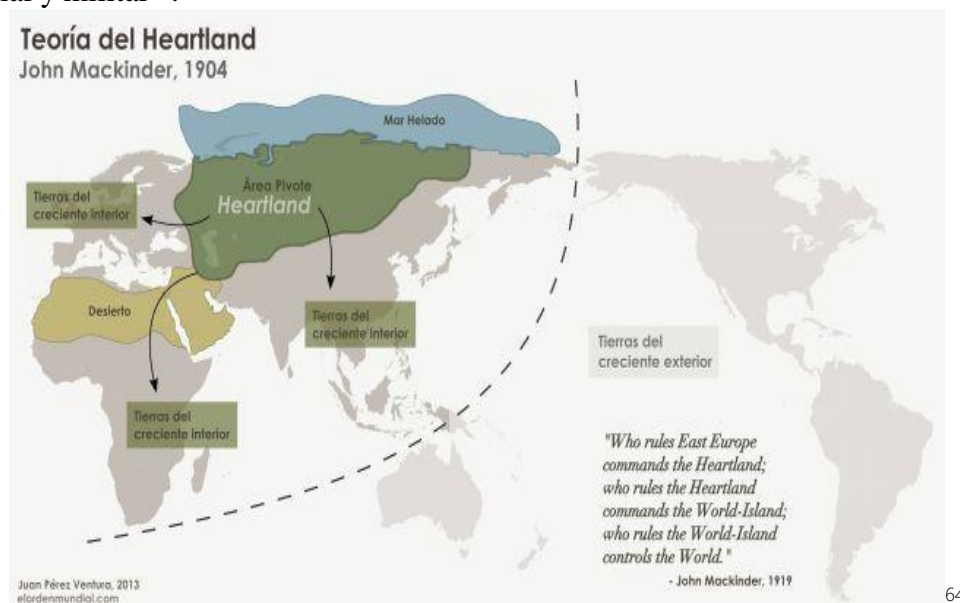 Teoría del Heartland
John Mackinder, 1904
Mar Helado
Área Pivote
Heartland
Tierras del
creciente interior
Desierto
Tierras del
creciente interior
Tierras del
creciente exterior
Tierras del
creciente interior
"Who rules East Europe
commands the Heartland;
who rules the Heartland
commands the World-Island;
who rules the World-Island
controls the World."
- John Mackinder, 1919
Juan Pérez Ventura, 2013
elordenmundial.com
64